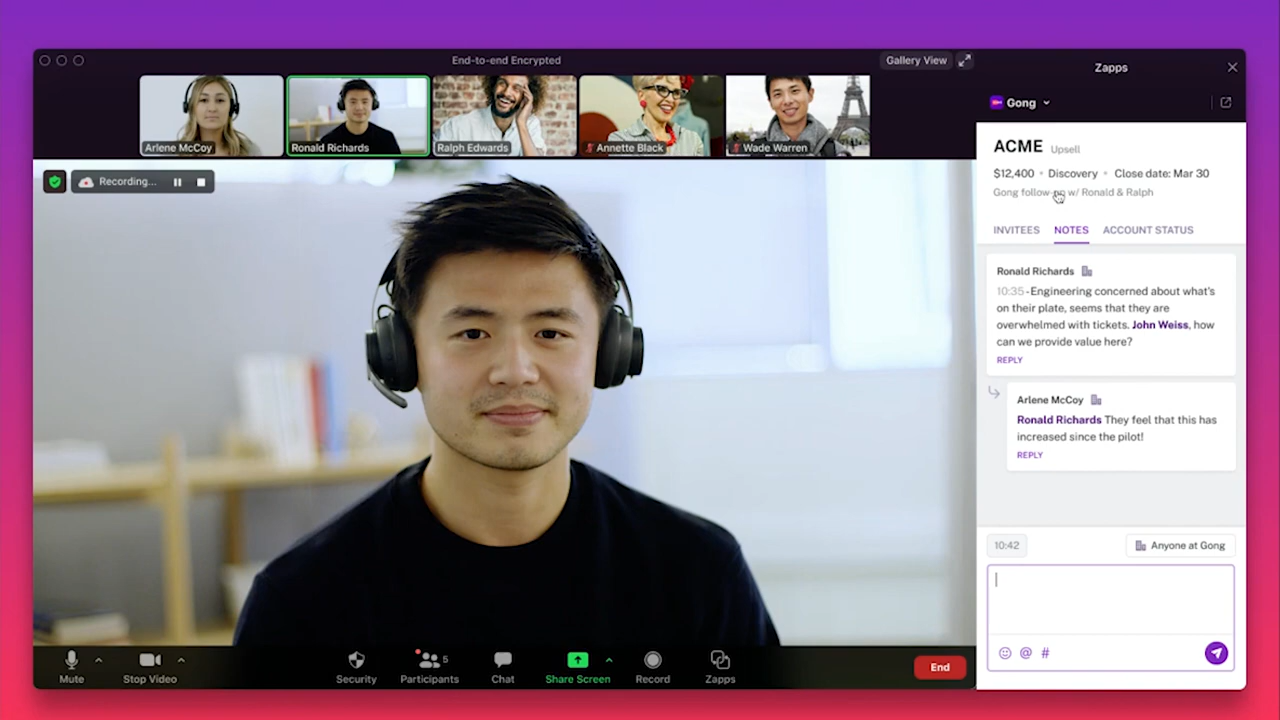 End-to-end Encrypted
Gallery View
Arlene McCoy
Ronald Richards
Ralph Edwards
Annette Black
Wade Warren
Recording...
Zapps
Gong
ACME Upsell
$12,400 • Discovery • Close date: Mar 30
Gong follow-up w/ Ronald & Ralph
INVITEES NOTES ACCOUNT STATUS
Ronald Richards
10:35 - Engineering concerned about what's
on their plate, seems that they are
overwhelmed with tickets. John Weiss, how
can we provide value here?
REPLY
Arlene McCoy
Ronald Richards They feel that this has
increased since the pilot!
REPLY
10:42
Anyone at Gong
@ #
Mute
Stop Video
Security
Participants 5
Chat
Share Screen
Record
Zapps
End